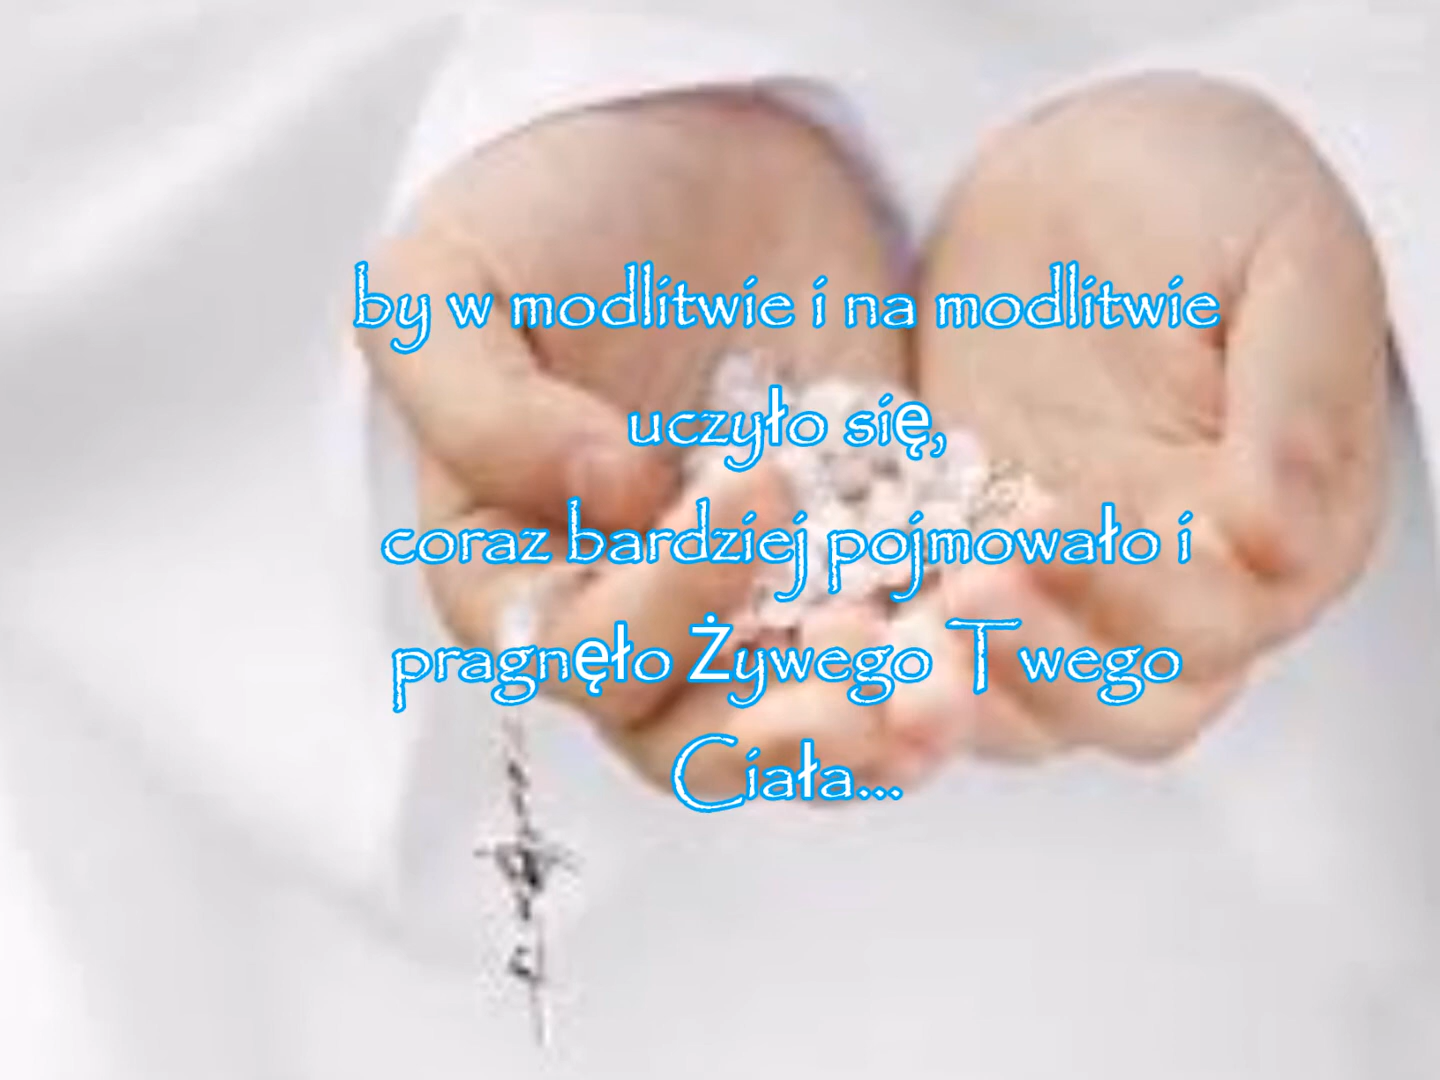 by w modlitwie i na modlitwie
uczyło się,
coraz bardziej pojmowało i
pragnęło Żywego Twego
Ciała...